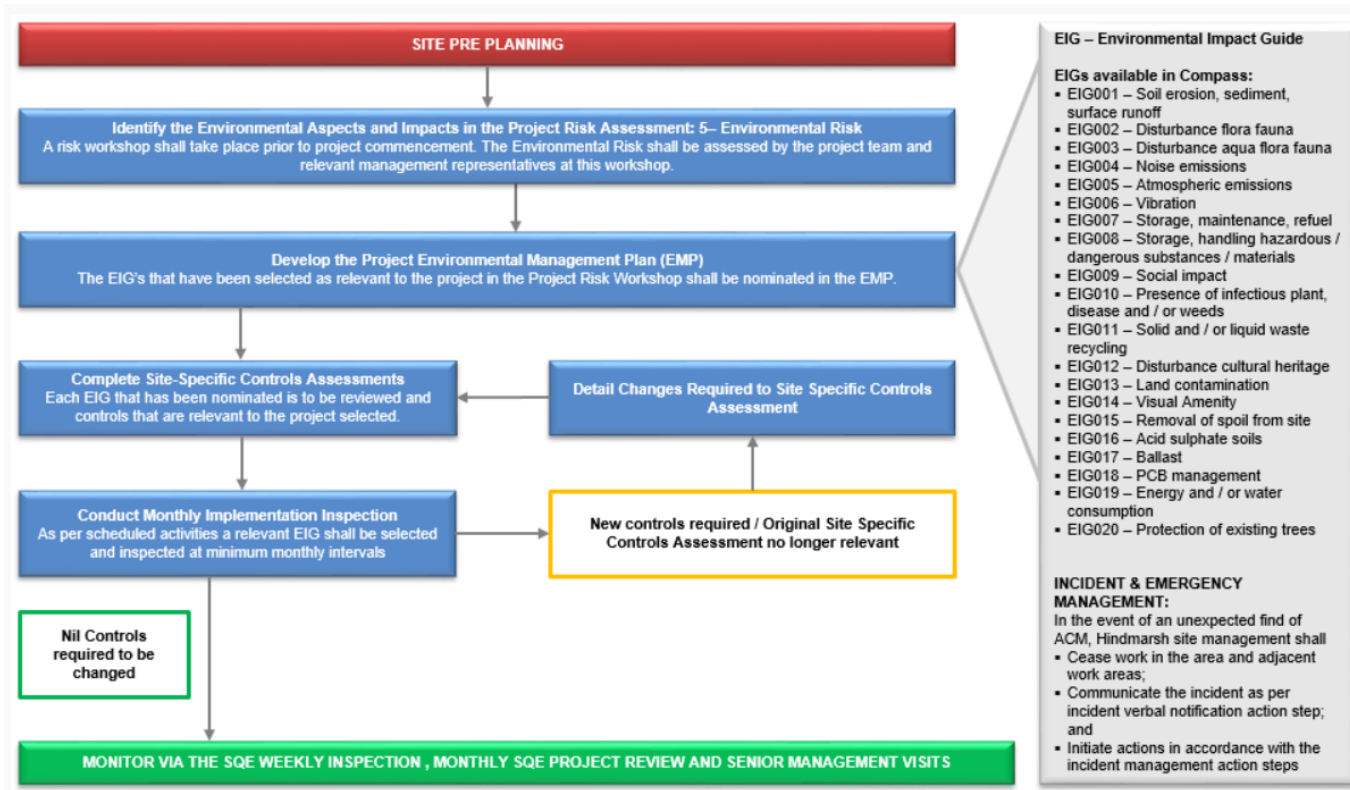 SITE PRE PLANNING
Identify the Environmental Aspects and Impacts in the Project Risk Assessment: 5– Environmental Risk
A risk workshop shall take place prior to project commencement. The Environmental Risk shall be assessed by the project team and
relevant management representatives at this workshop.
Develop the Project Environmental Management Plan (EMP)
The EIG's that have been selected as relevant to the project in the Project Risk Workshop shall be nominated in the EMP.
Complete Site-Specific Controls Assessments
Each EIG that has been nominated is to be reviewed and
controls that are relevant to the project selected.
Detail Changes Required to Site Specific Controls
Assessment
Conduct Monthly Implementation Inspection
As per scheduled activities a relevant EIG shall be selected
and inspected at minimum monthly intervals
New controls required / Original Site Specific
Controls Assessment no longer relevant
Nil Controls
required to be
changed
MONITOR VIA THE SQE WEEKLY INSPECTION , MONTHLY SQE PROJECT REVIEW AND SENIOR MANAGEMENT VISITS
EIG – Environmental Impact Guide
EIGs available in Compass:
▪ EIG001 – Soil erosion, sediment,
surface runoff
▪ EIG002 – Disturbance flora fauna
▪ EIG003 – Disturbance aqua flora fauna
▪ EIG004 – Noise emissions
▪ EIG005 – Atmospheric emissions
▪ EIG006 – Vibration
▪ EIG007 – Storage, maintenance, refuel
▪ EIG008 – Storage, handling hazardous /
dangerous substances / materials
▪ EIG009 – Social impact
▪ EIG010 – Presence of infectious plant,
disease and / or weeds
▪ EIG011 – Solid and / or liquid waste
recycling
▪ EIG012 – Disturbance cultural heritage
▪ EIG013 – Land contamination
▪ EIG014 – Visual Amenity
▪ EIG015 – Removal of spoil from site
▪ EIG016 – Acid sulphate soils
▪ EIG017 – Ballast
▪ EIG018 – PCB management
▪ EIG019 – Energy and / or water
consumption
▪ EIG020 – Protection of existing trees
INCIDENT & EMERGENCY
MANAGEMENT:
In the event of an unexpected find of
ACM, Hindmarsh site management shall
▪ Cease work in the area and adjacent
work areas;
▪ Communicate the incident as per
incident verbal notification action step;
and
▪ Initiate actions in accordance with the
incident management action steps